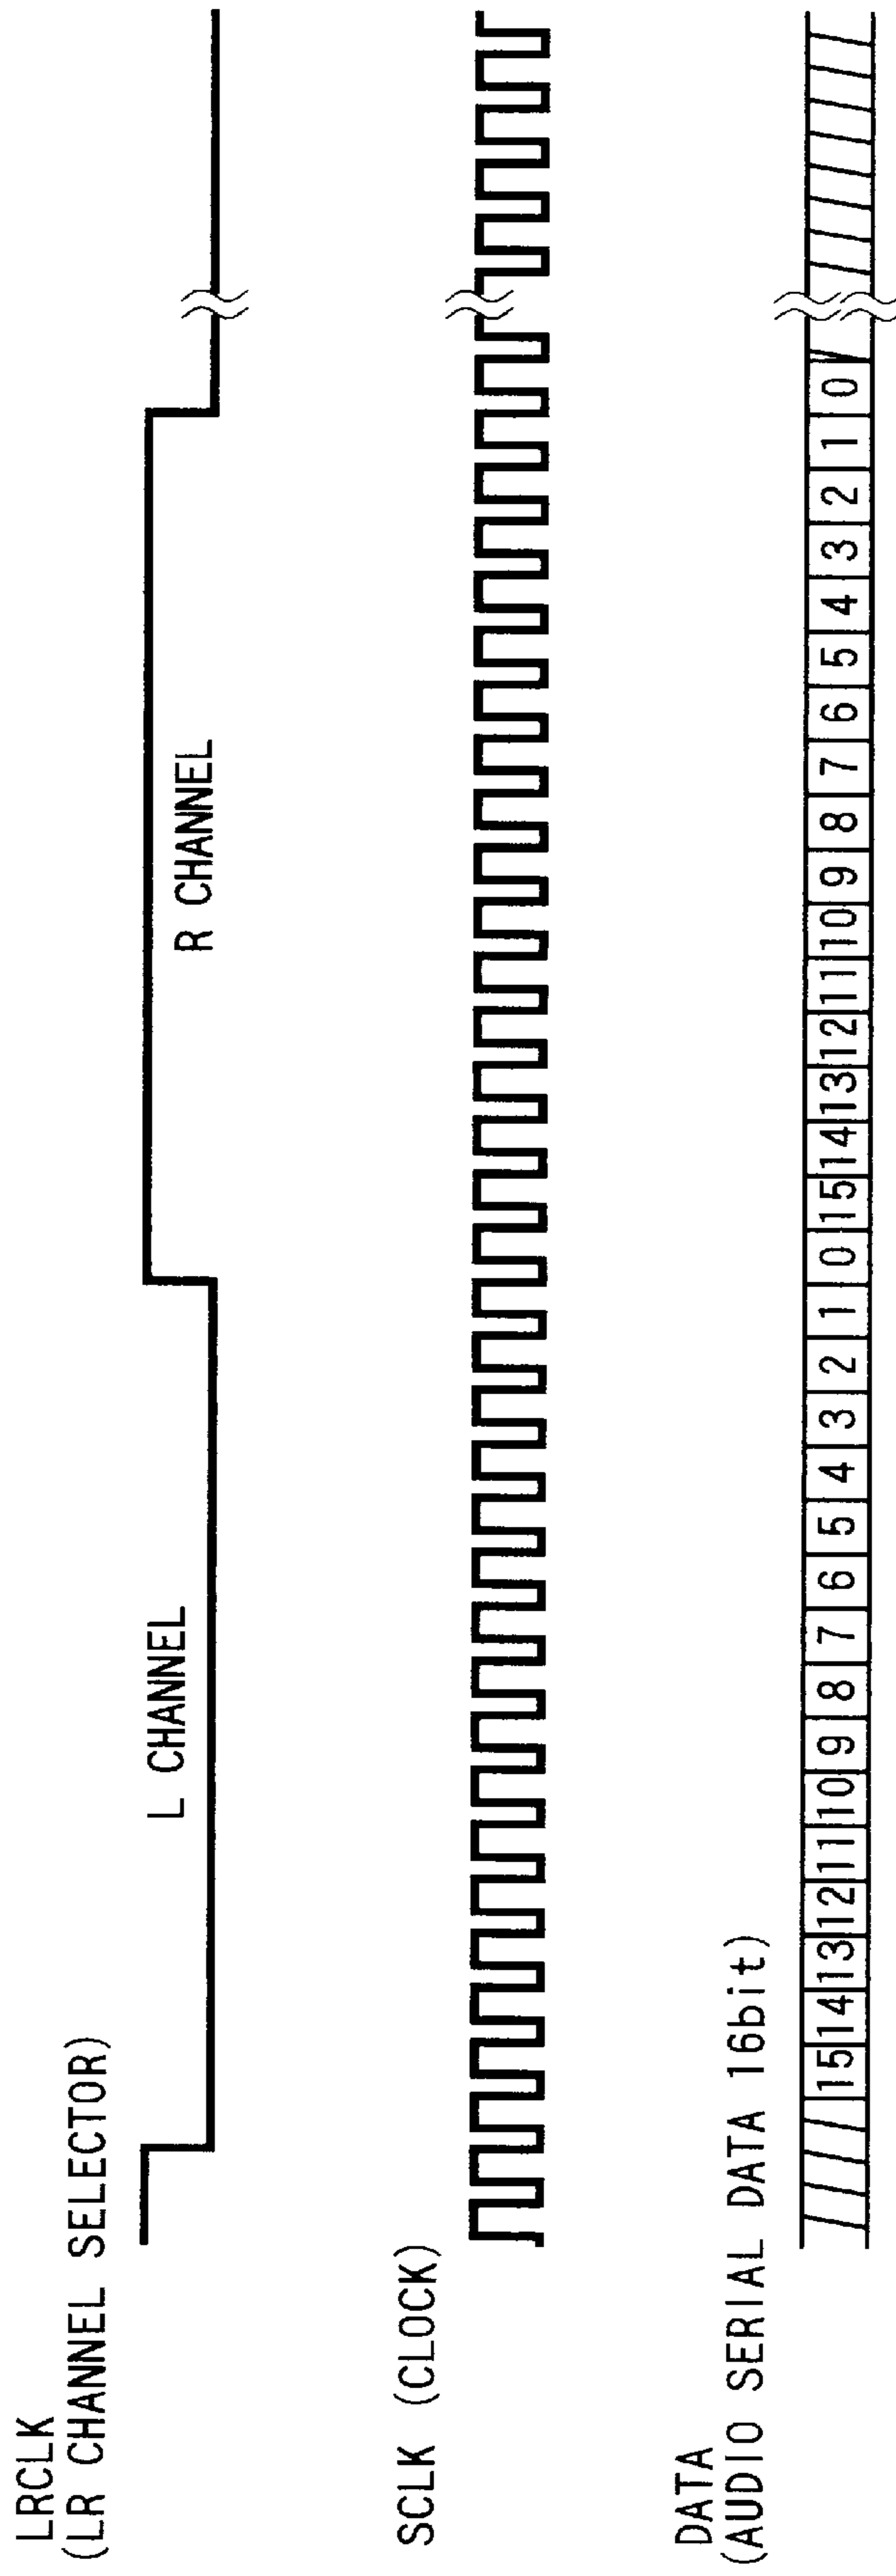 LRCLK
(LR CHANNEL SELECTOR)
L CHANNEL
R CHANNEL
SCLK (CLOCK)
DATA
(AUDIO SERIAL DATA 16bit)
15 14 13 12 11 10 9 8 7 6 5 4 3 2 1 0 15 14 13 12 11 10 9 8 7 6 5 4 3 2 1 0